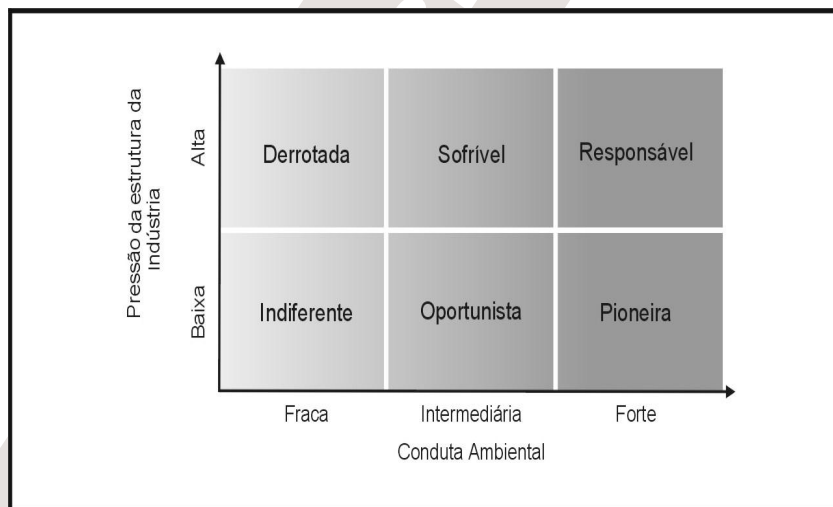 Pressão da estrutura da
Indústria
Alta
Baixa
Derrotada
Sofrível
Responsável
Indiferente
Oportunista
Pioneira
Fraca
Intermediária
Forte
Conduta Ambiental